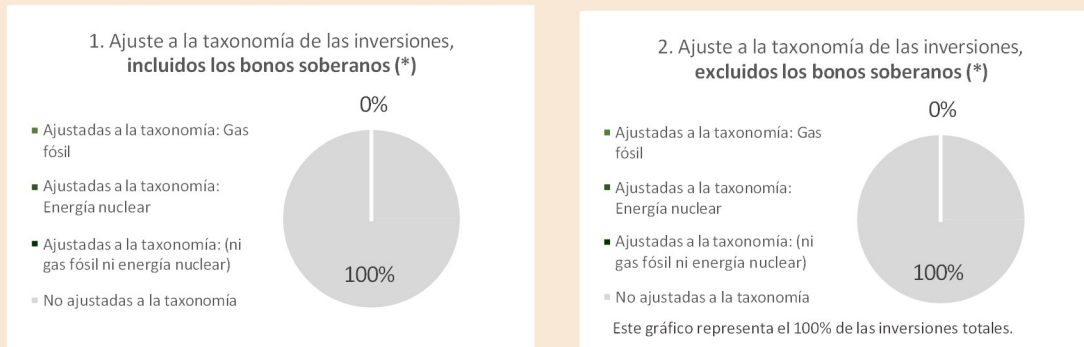 1. Ajuste a la taxonomía de las inversiones,
incluidos los bonos soberanos (*)
0%
Ajustadas a la taxonomía: Gas
fósil
Ajustadas a la taxonomía:
Energía nuclear
Ajustadas a la taxonomía: (ni
gas fósil ni energía nuclear)
No ajustadas a la taxonomía
100%
2. Ajuste a la taxonomía de las inversiones,
excluidos los bonos soberanos (*)
0%
Ajustadas a la taxonomía: Gas
fósil
Ajustadas a la taxonomía:
Energía nuclear
Ajustadas a la taxonomía: (ni
gas fósil ni energía nuclear)
No ajustadas a la taxonomía
100%
Este gráfico representa el 100% de las inversiones totales.